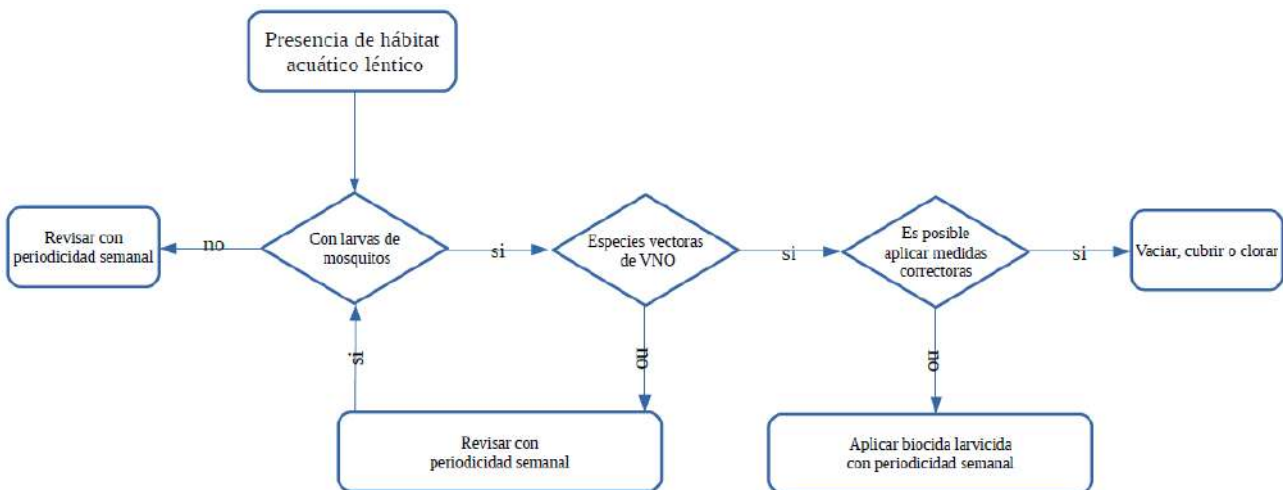 Presencia de hábitat
acuático léntico
Con larvas de
mosquitos
no
Revisar con
periodicidad semanal
si
Especies vectoras
de VNO
si
Es posible
aplicar medidas
correctoras
si
Vaciar, cubrir o clorar
si
no
no
Revisar con
periodicidad semanal
Aplicar biocida larvicida
con periodicidad semanal